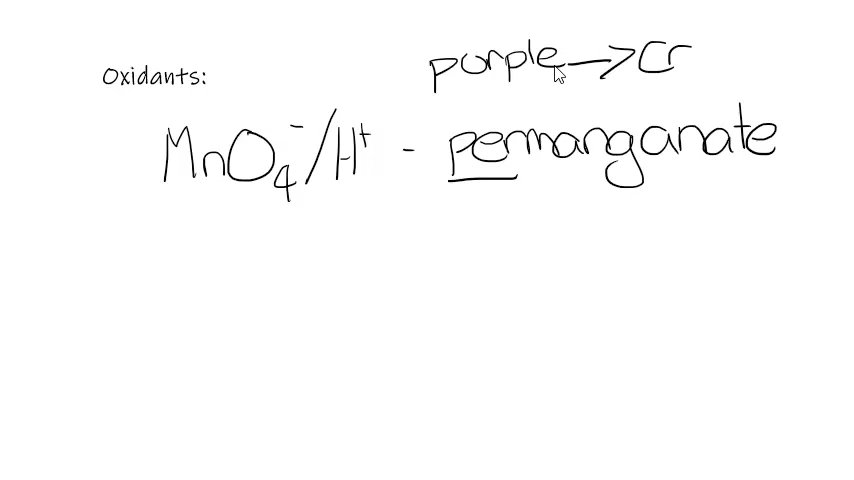 purple → Cr
Oxidants:
MnO₄⁻/H⁺ - permanganate